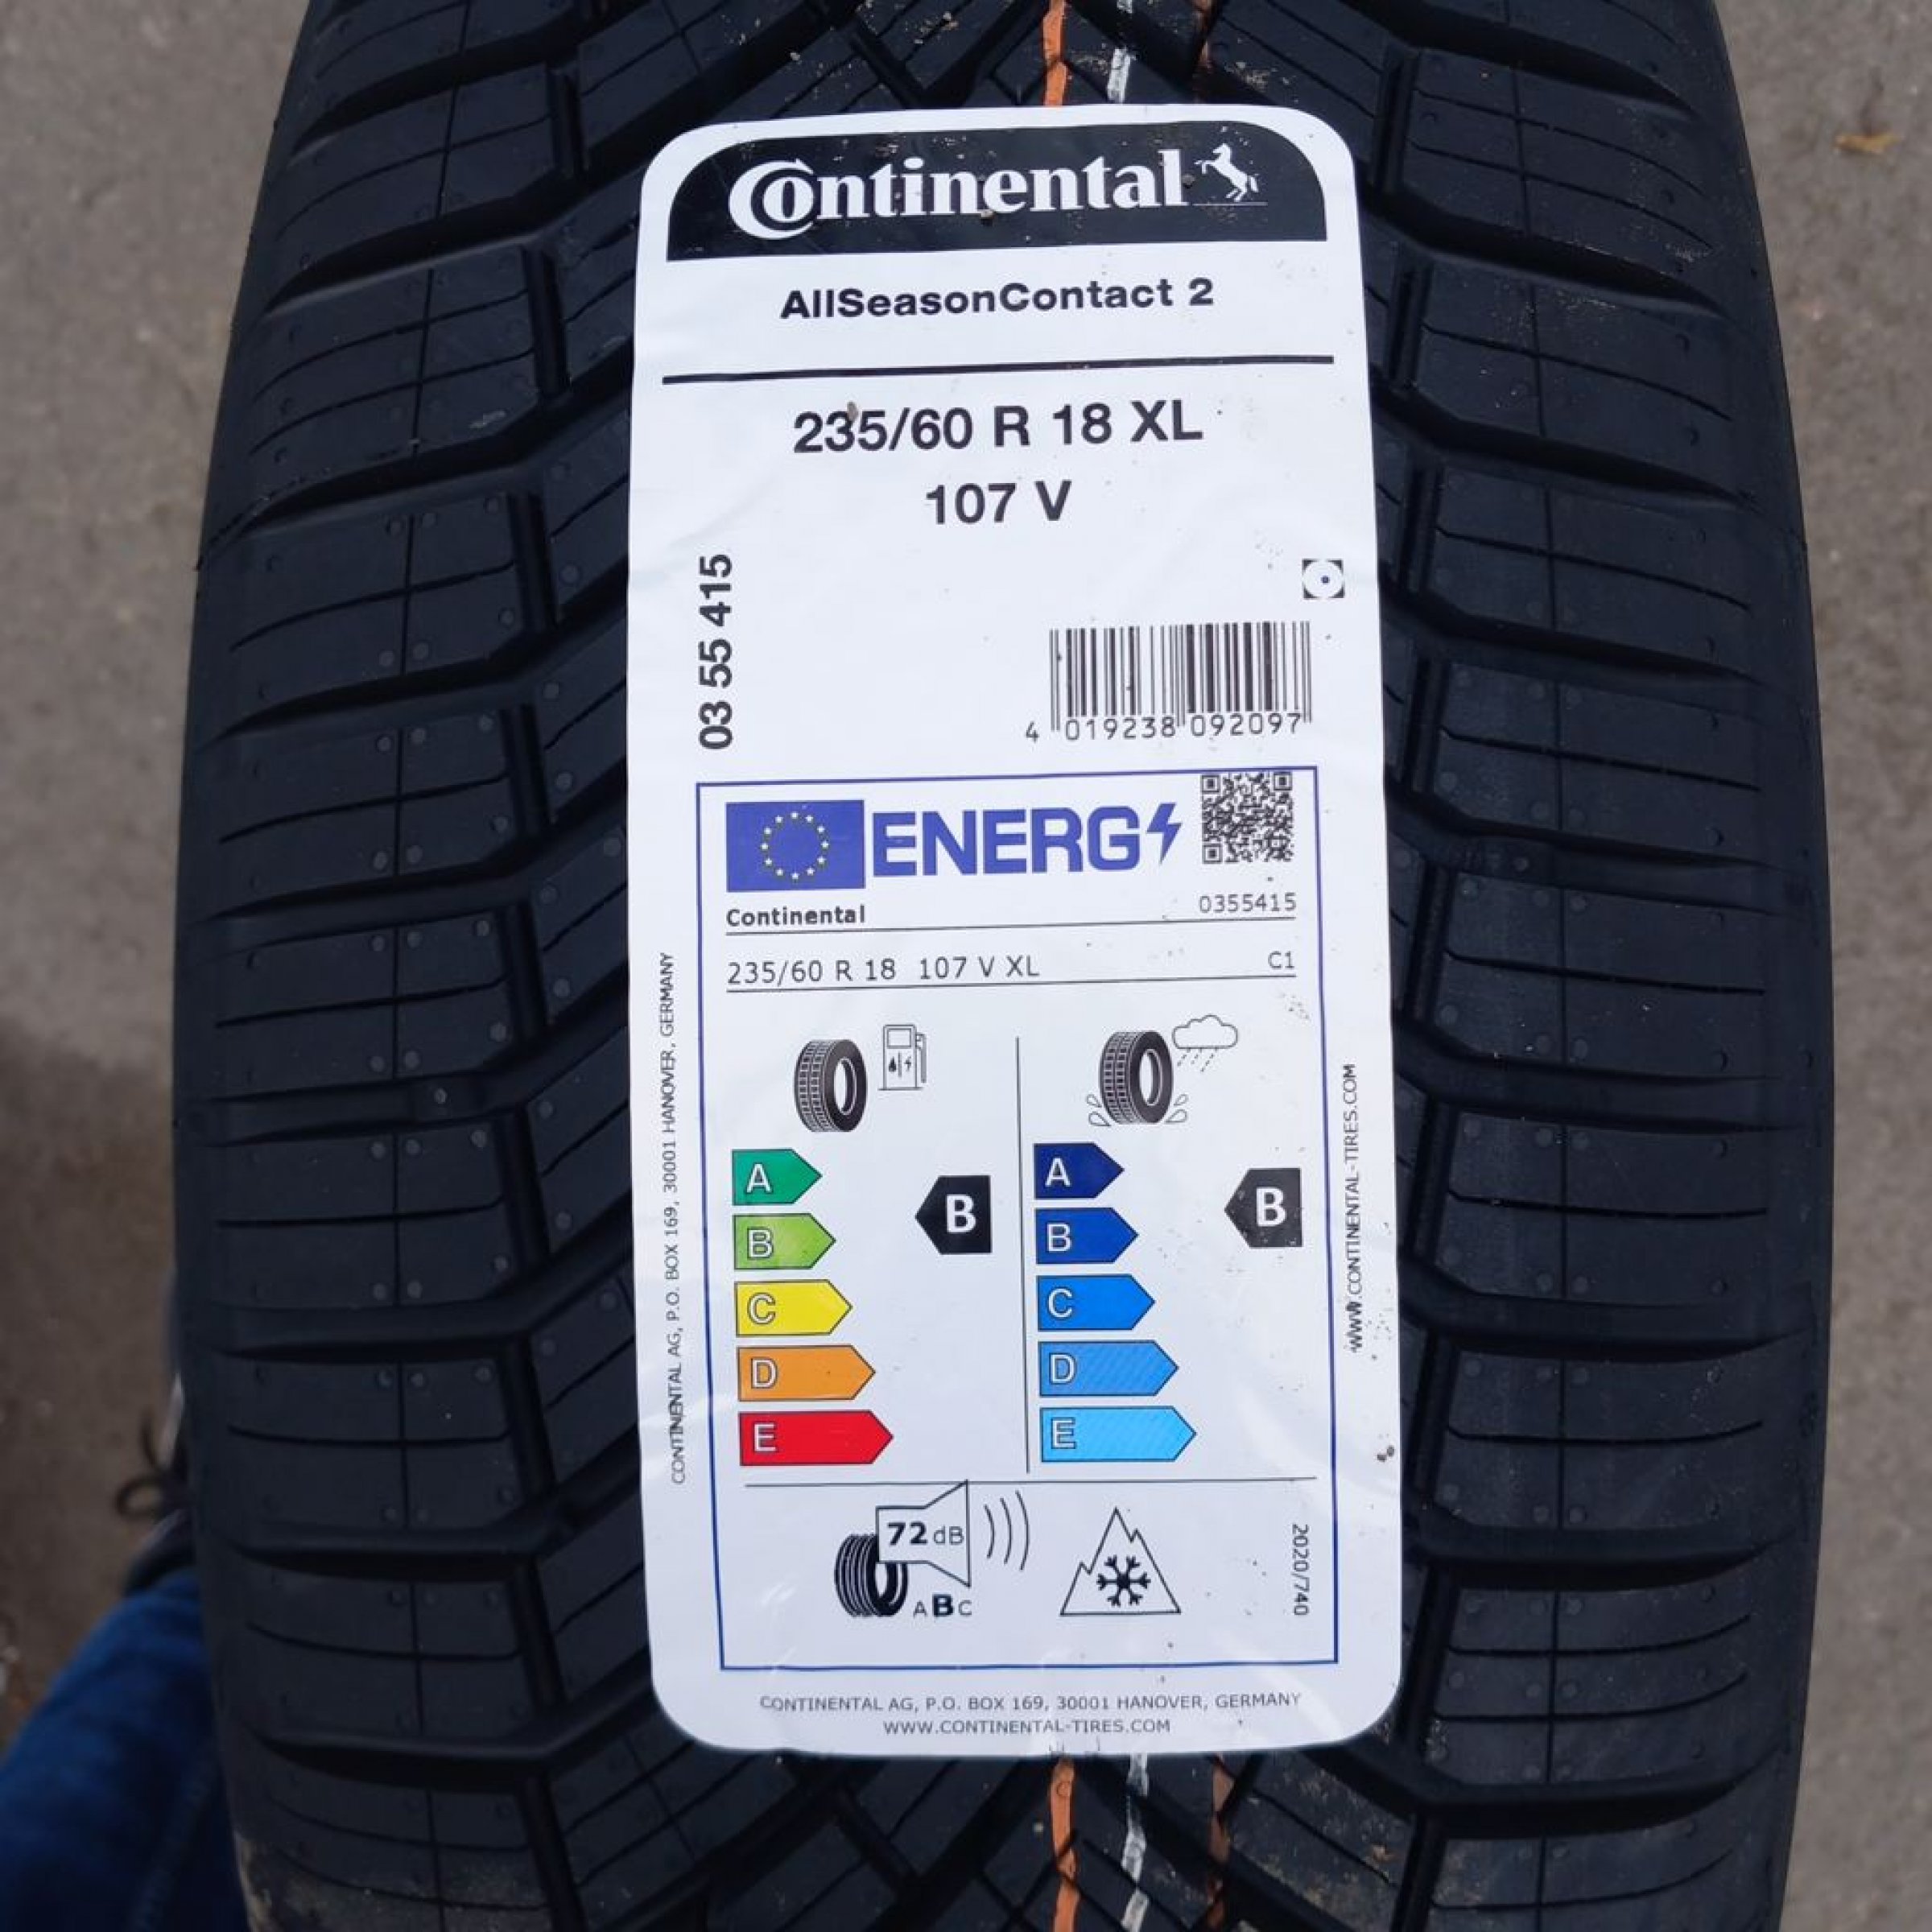 Continental
AllSeasonContact 2
235/60 R 18 XL
107 V
03 55 415
4 019238 092097
ENERG
Continental
0355415
235/60 R 18 107 V XL
C1
A
B
C
D
E
B
A
B
C
D
E
B
72 dB
A B C
2020/740
CONTINENTAL AG, P.O. BOX 169, 30001 HANOVER, GERMANY
WWW.CONTINENTAL-TIRES.COM
CONTINENTAL AG, P.O. BOX 169, 30001 HANOVER, GERMANY
WWW.CONTINENTAL-TIRES.COM